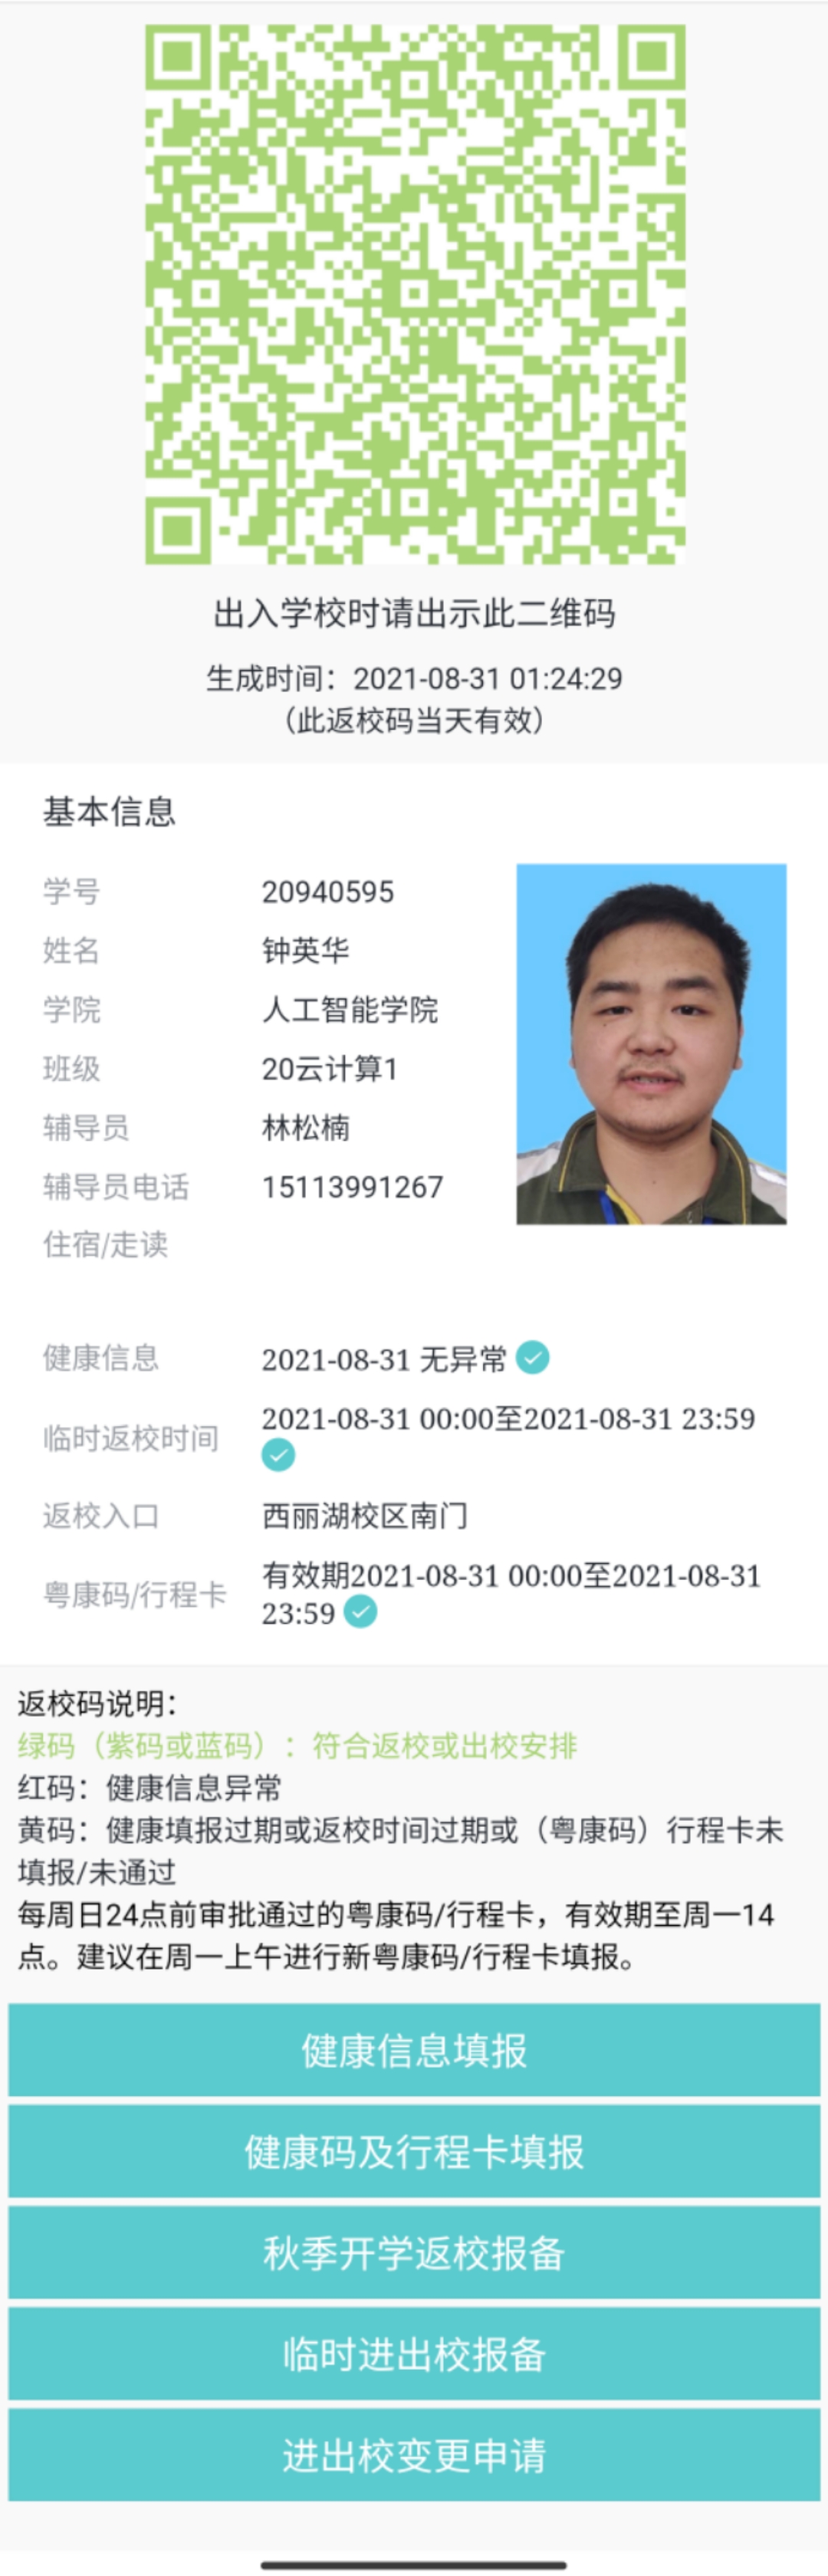 出入学校时请出示此二维码
生成时间：2021-08-31 01:24:29
（此返校码当天有效）
基本信息
学号 20940595
姓名 钟英华
学院 人工智能学院
班级 20云计算1
辅导员 林松楠
辅导员电话 15113991267
住宿/走读
健康信息 2021-08-31 无异常
临时返校时间 2021-08-31 00:00至2021-08-31 23:59
返校入口 西丽湖校区南门
粤康码/行程卡 有效期2021-08-31 00:00至2021-08-31
23:59
返校码说明：
绿码（紫码或蓝码）：符合返校或出校安排
红码：健康信息异常
黄码：健康填报过期或返校时间过期或（粤康码）行程卡未
填报/未通过
每周日24点前审批通过的粤康码/行程卡，有效期至周一14
点。建议在周一上午进行新粤康码/行程卡填报。
健康信息填报
健康码及行程卡填报
秋季开学返校报备
临时进出校报备
进出校变更申请